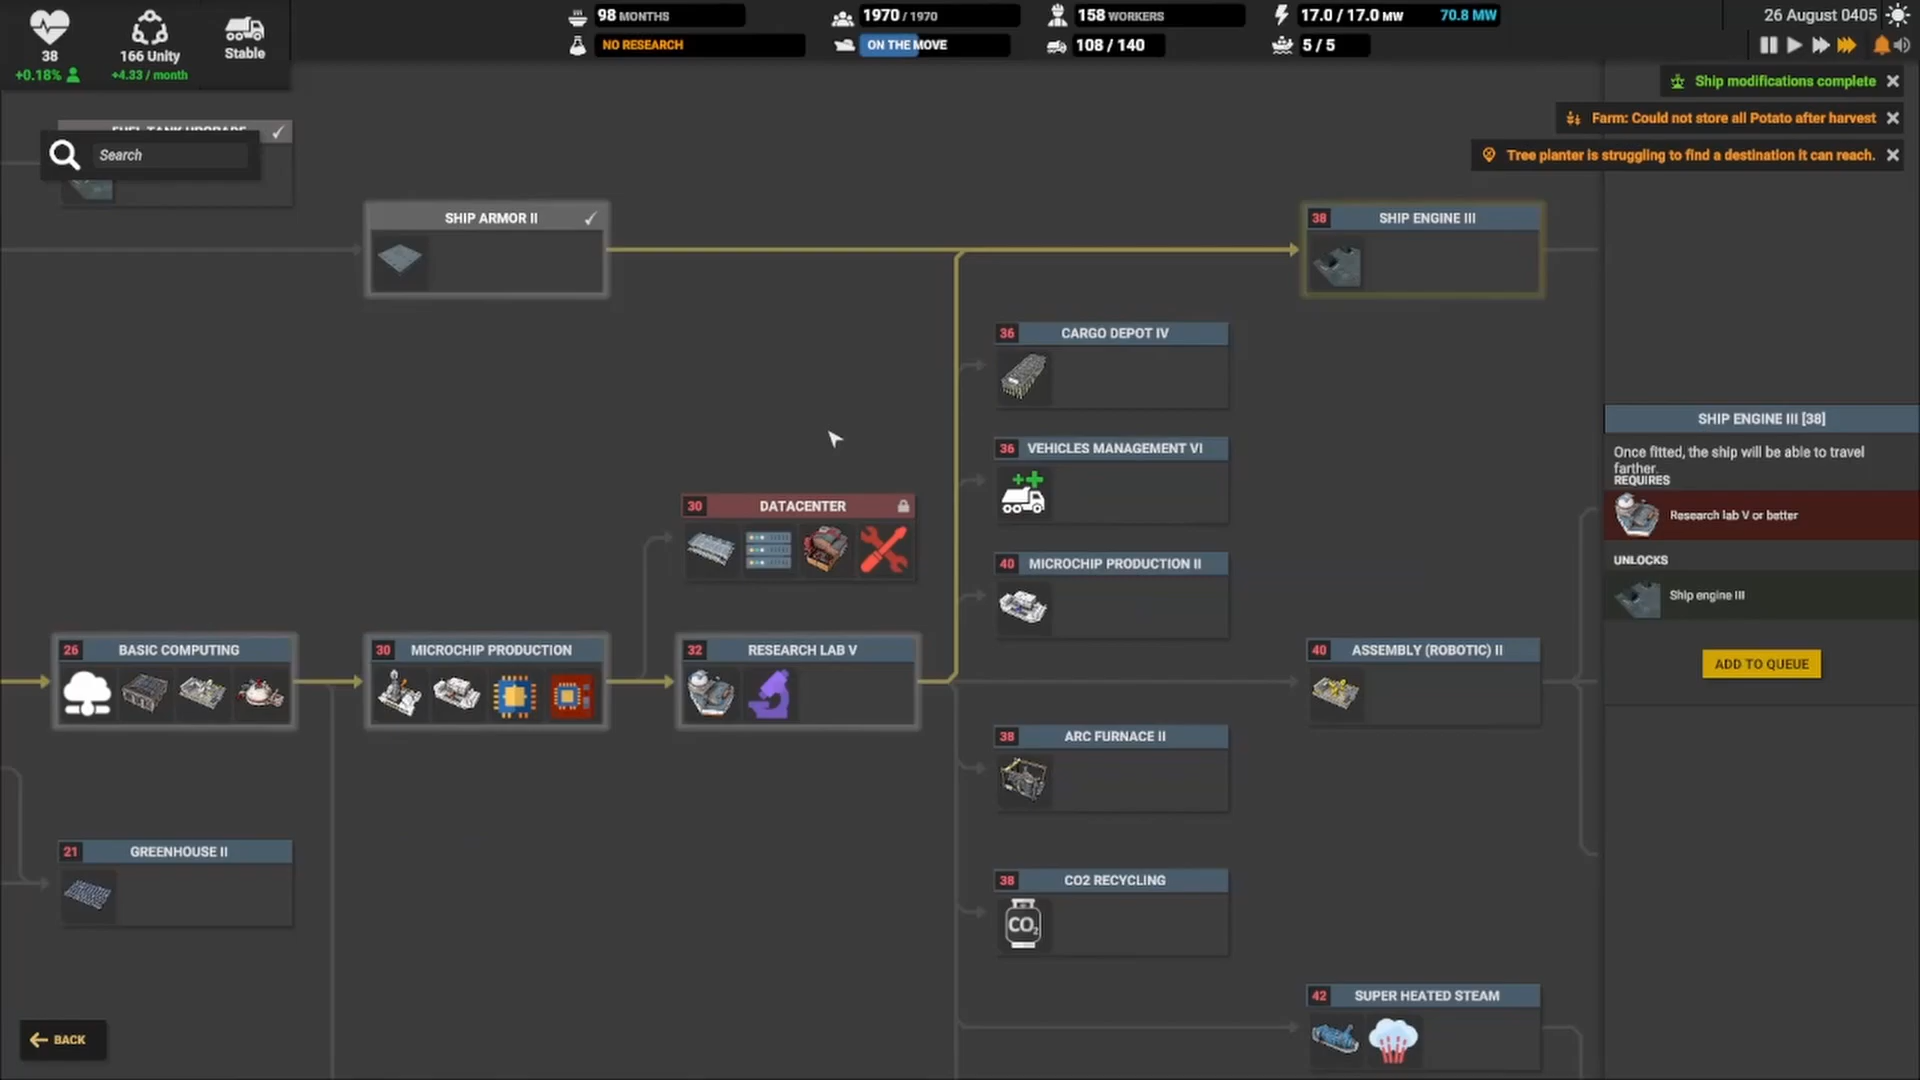 38
+0.18%
166 Unity
+4.33 / month
Stable
98 MONTHS
NO RESEARCH
1970 / 1970
ON THE MOVE
158 WORKERS
108 / 140
17.0 / 17.0 MW 70.8 MW
5 / 5
26 August 0405
Ship modifications complete
Farm: Could not store all Potato after harvest
Tree planter is struggling to find a destination it can reach.
FUEL TANK UPGRADE
Search
SHIP ARMOR II
38 SHIP ENGINE III
36 CARGO DEPOT IV
36 VEHICLES MANAGEMENT VI
30 DATACENTER
40 MICROCHIP PRODUCTION II
26 BASIC COMPUTING
30 MICROCHIP PRODUCTION
32 RESEARCH LAB V
40 ASSEMBLY (ROBOTIC) II
38 ARC FURNACE II
21 GREENHOUSE II
38 CO2 RECYCLING
CO2
42 SUPER HEATED STEAM
SHIP ENGINE III [38]
Once fitted, the ship will be able to travel
farther.
REQUIRES
Research lab V or better
UNLOCKS
Ship engine III
ADD TO QUEUE
BACK